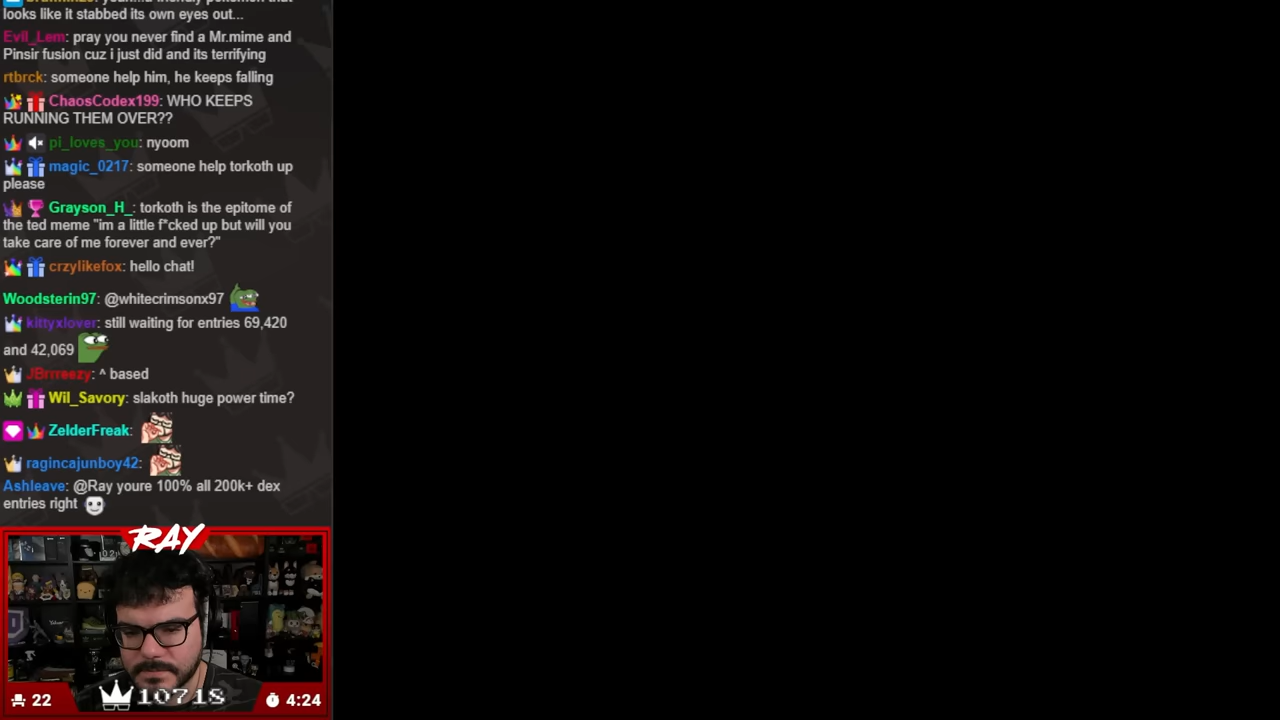 looks like it stabbed its own eyes out...
Evil_Lem: pray you never find a Mr.mime and
Pinsir fusion cuz i just did and its terrifying
rtbrck: someone help him, he keeps falling
ChaosCodex199: WHO KEEPS
RUNNING THEM OVER??
pi_loves_you: nyoom
magic_0217: someone help torkoth up
please
Grayson_H_: torkoth is the epitome of
the ted meme "im a little f*cked up but will you
take care of me forever and ever?"
crzylikefox: hello chat!
Woodsterin97: @whitecrimsonx97
kittyxlover: still waiting for entries 69,420
and 42,069
JBrrreezy: ^ based
Wil_Savory: slakoth huge power time?
ZelderFreak:
ragincajunboy42:
Ashleave: @Ray youre 100% all 200k+ dex
entries right
RAY
22
10718
4:24